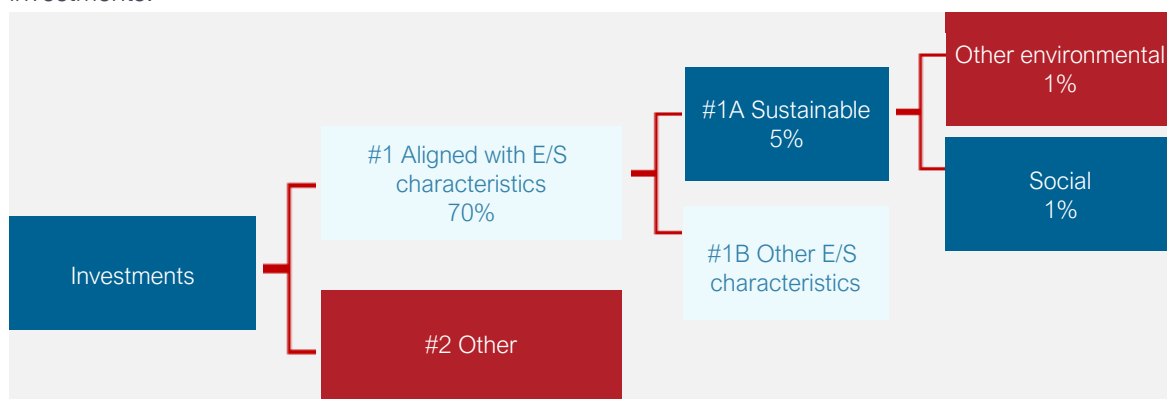 Investments
#1 Aligned with E/S
characteristics
70%
#2 Other
#1A Sustainable
5%
#1B Other E/S
characteristics
Other environmental
1%
Social
1%